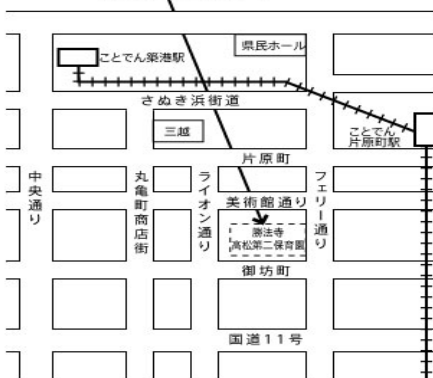 県民ホール
ことでん築港駅
さぬき浜街道
三越
ことでん
片原町駅
片原町
中央通り
丸亀町商店街
ライオン通り
フェリー通り
美術館通り
勝法寺
高松第二保育園
御坊町
国道11号